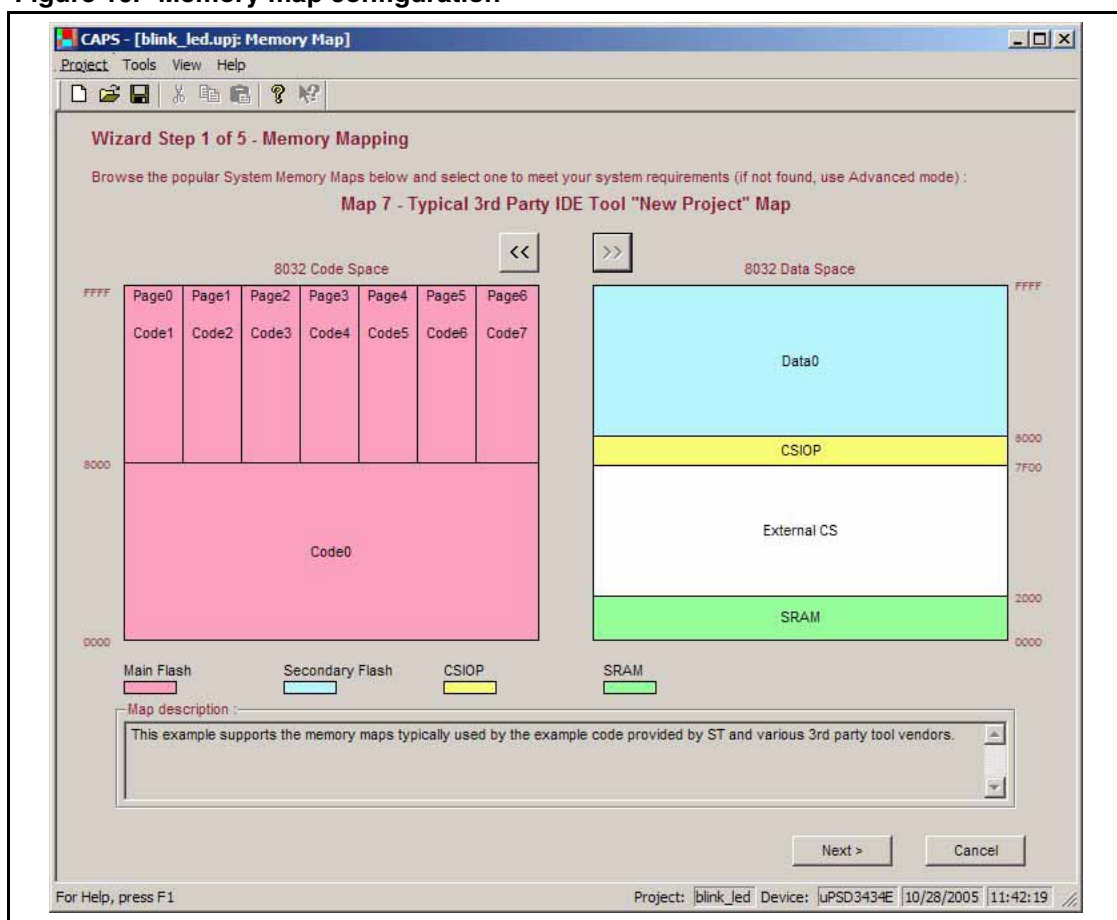 Figure 10. Memory map configuration
CAPS - [blink_led.upj: Memory Map]
Project Tools View Help
Wizard Step 1 of 5 - Memory Mapping
Browse the popular System Memory Maps below and select one to meet your system requirements (if not found, use Advanced mode) :
Map 7 - Typical 3rd Party IDE Tool "New Project" Map
<< >>
8032 Code Space 8032 Data Space
FFFF Page0 Page1 Page2 Page3 Page4 Page5 Page6 FFFF
Code1 Code2 Code3 Code4 Code5 Code6 Code7
Data0
8000
CSIOP
8000 7F00
External CS
Code0
2000
SRAM
0000 0000
Main Flash Secondary Flash CSIOP SRAM
Map description :
This example supports the memory maps typically used by the example code provided by ST and various 3rd party tool vendors.
Next > Cancel
For Help, press F1 Project: blink_led Device: uPSD3434E 10/28/2005 11:42:19